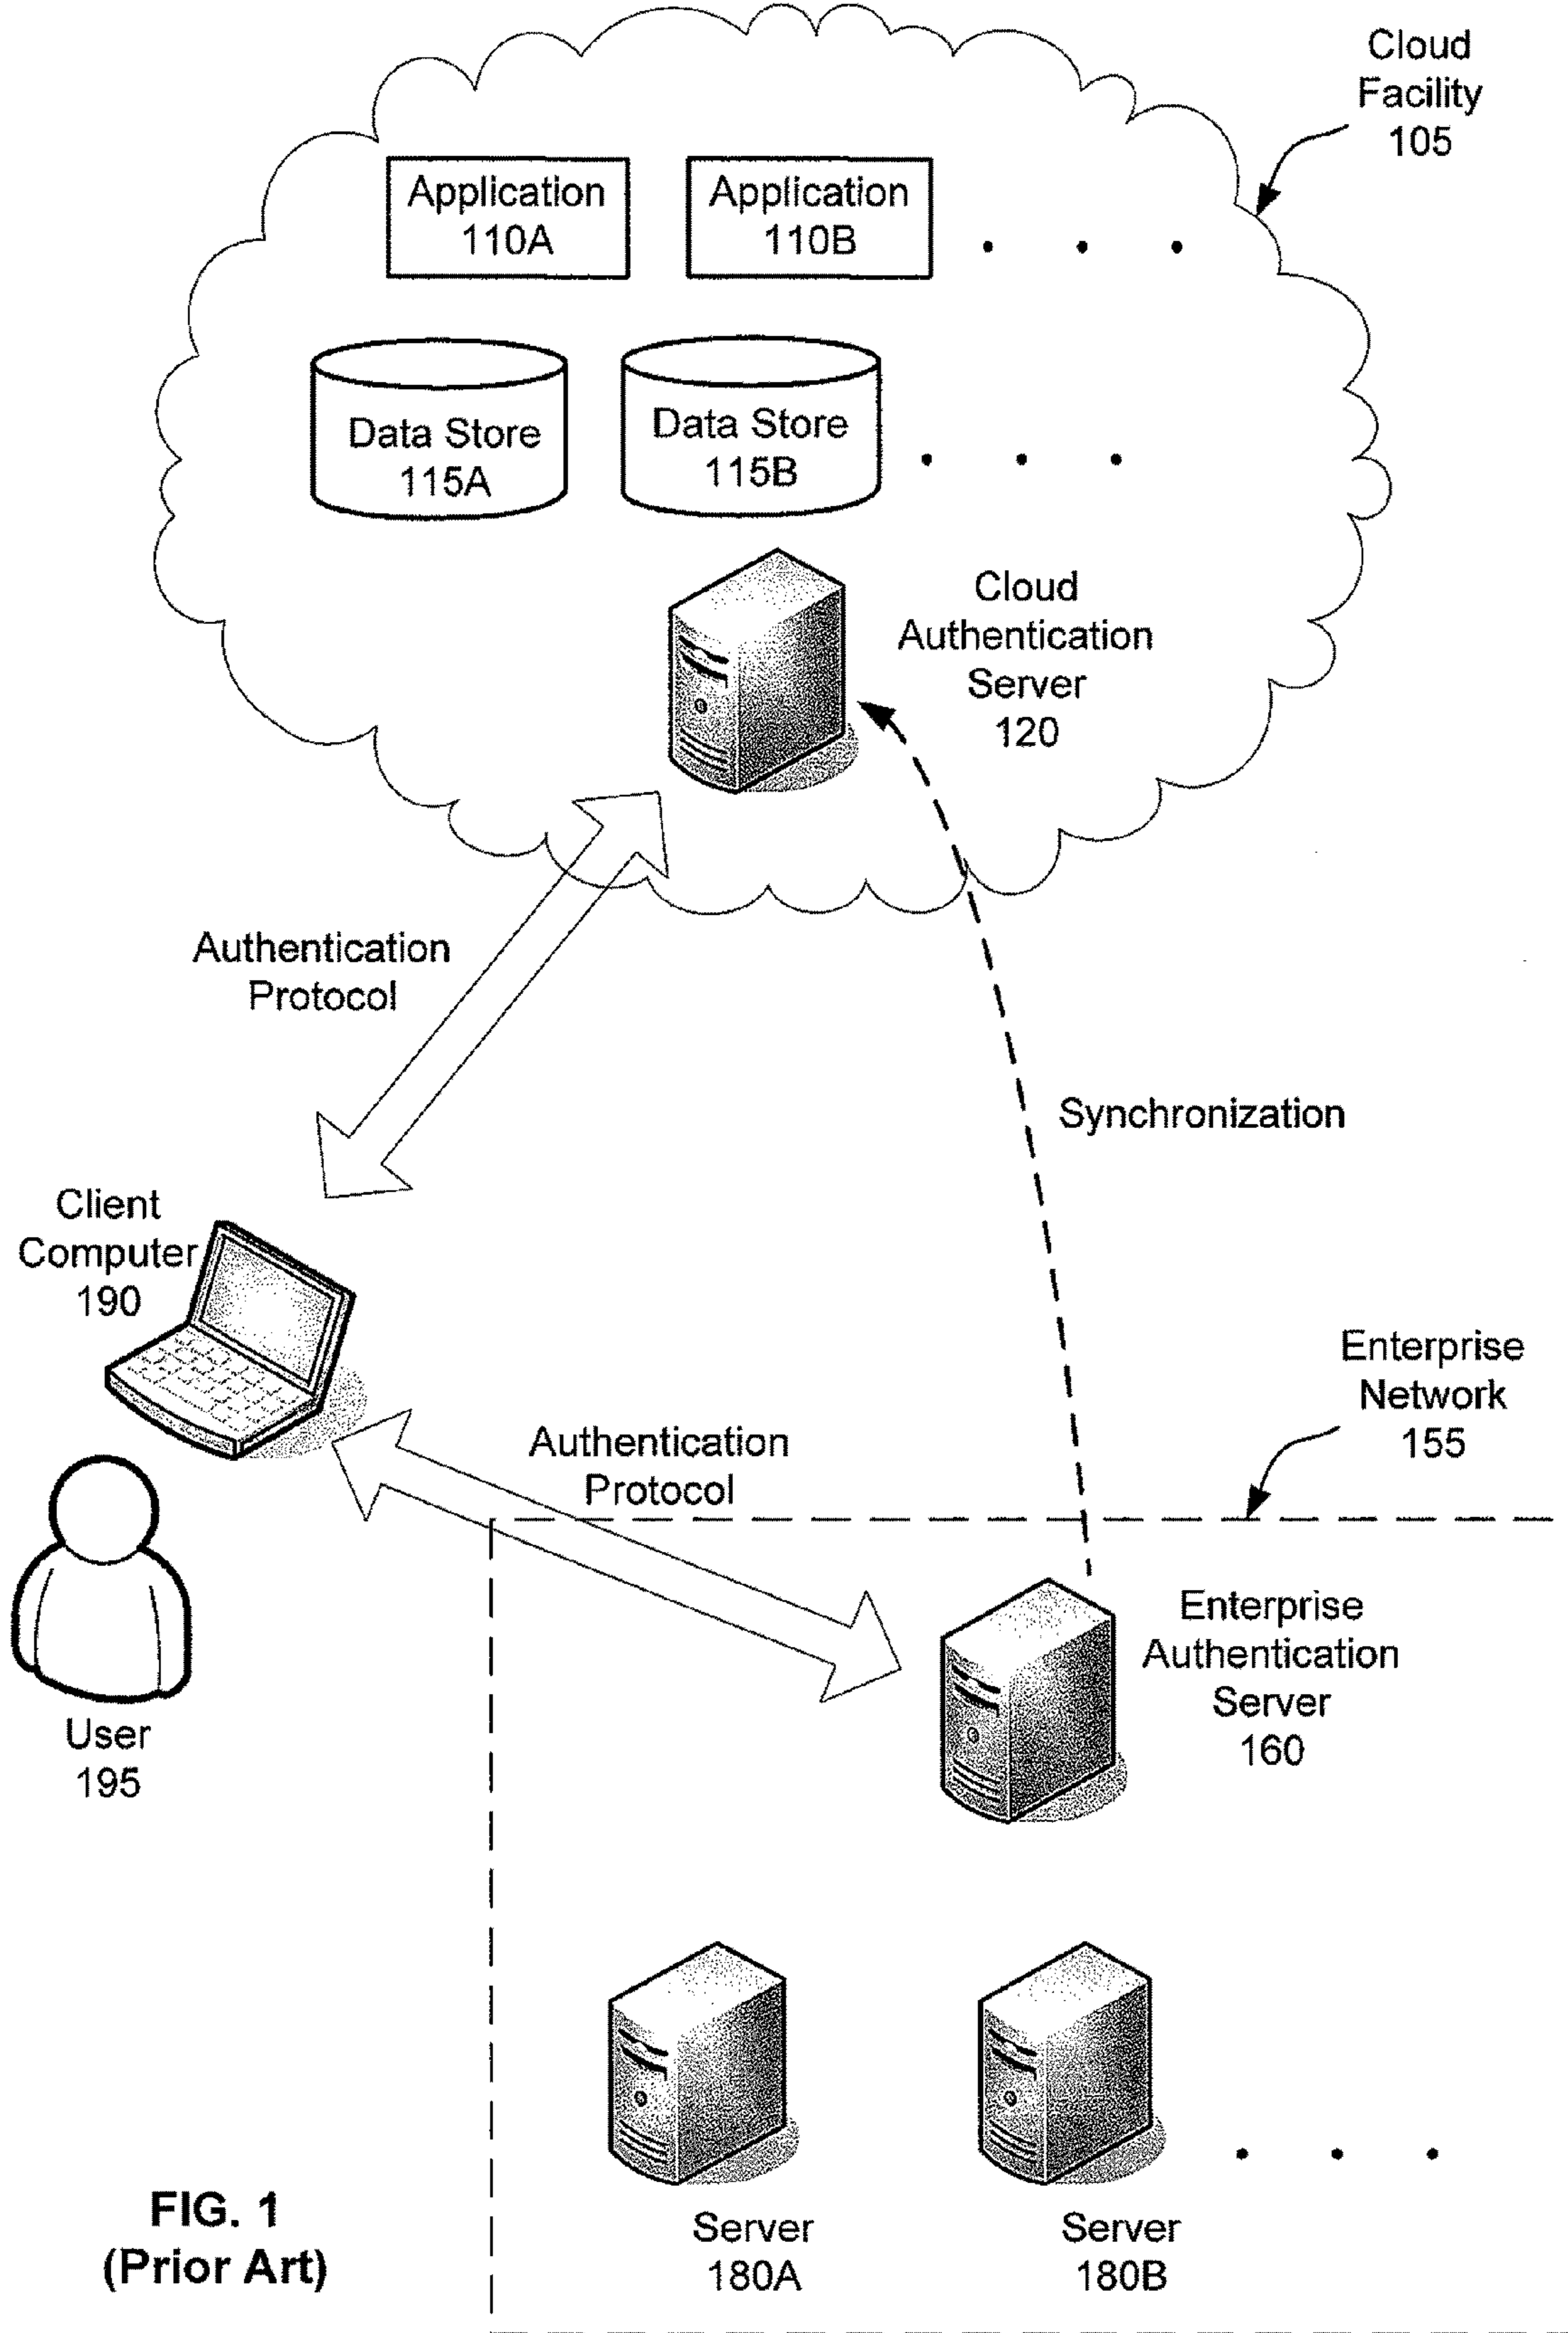 Cloud
Facility
105
Application
110A
Application
110B
Data Store
115A
Data Store
115B
Cloud
Authentication
Server
120
Authentication
Protocol
Synchronization
Client
Computer
190
Enterprise
Network
155
Authentication
Protocol
Enterprise
Authentication
Server
160
User
195
Server
180A
Server
180B
FIG. 1
(Prior Art)